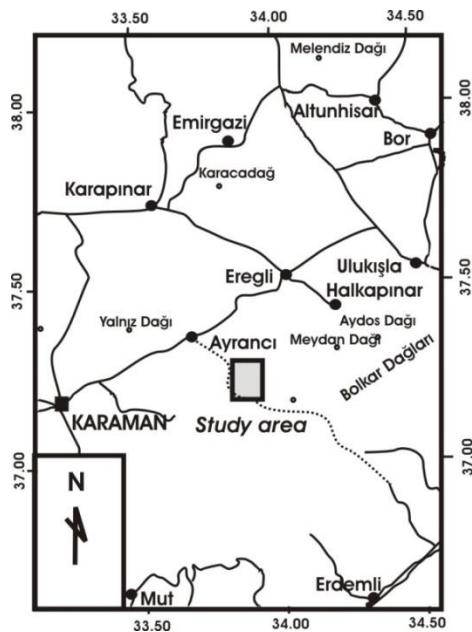 33.50 34.00 34.50
Melendiz Dağı
38.00 38.00
Altunhisar
Emirgazi
Bor
Karacadağ
Karapınar
Ulukışla
Eregli
37.50 37.50
Halkapınar
Yalnız Dağı
Aydos Dağı
Ayrancı
Meydan Dağı
Bolkar Dağları
KARAMAN
Study area
37.00 37.00
N
Erdemli
Mut
33.50 34.00 34.50